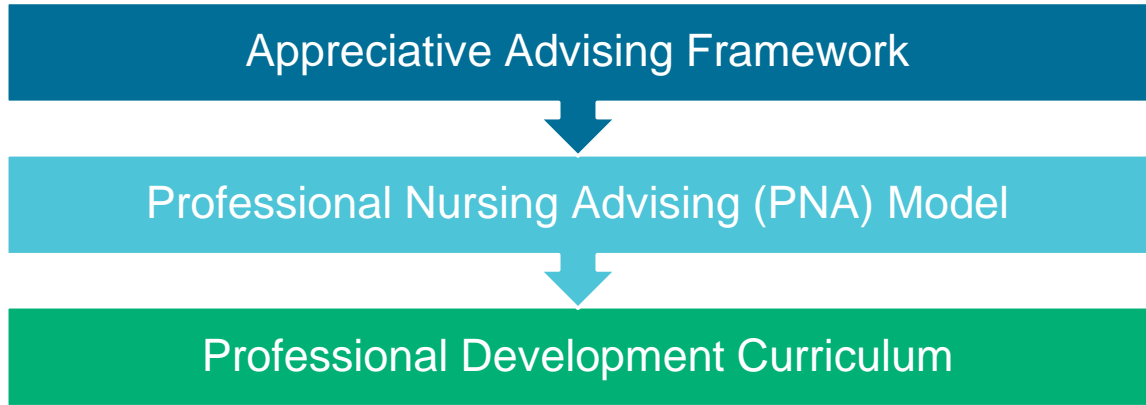 Appreciative Advising Framework
Professional Nursing Advising (PNA) Model
Professional Development Curriculum